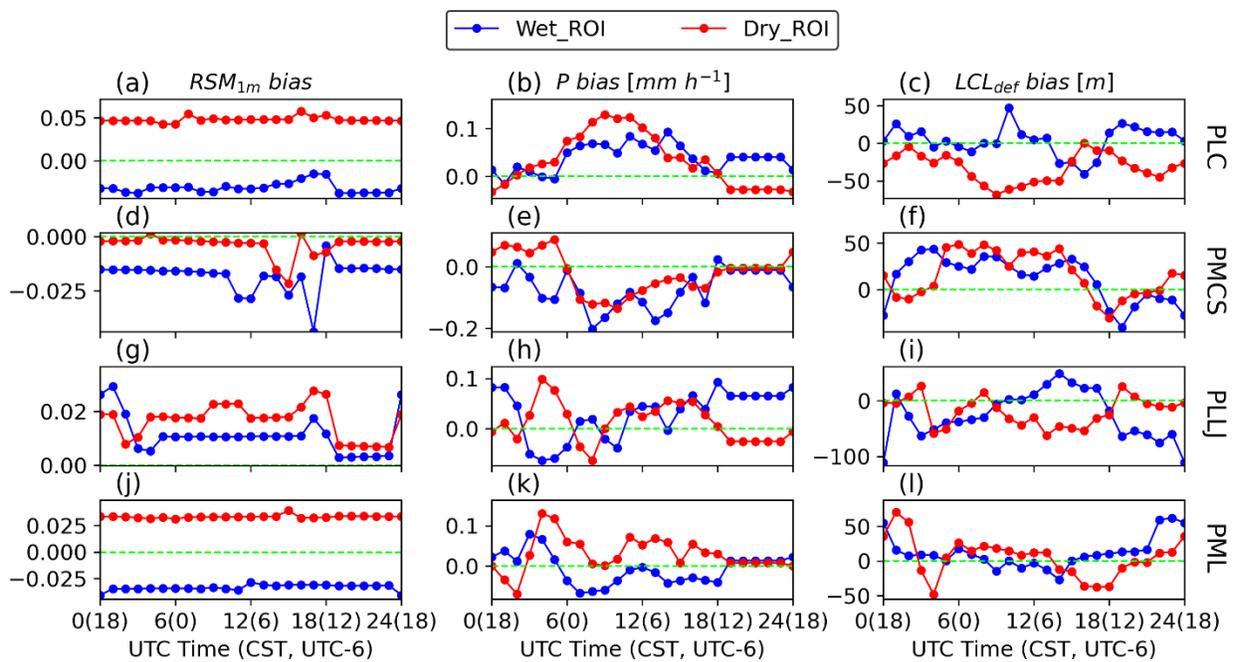 Wet_ROI Dry_ROI
(a) RSM1m bias (b) P bias [mm h−1] (c) LCLdef bias [m]
0.05
0.00
0.1
0.0
50
0
−50
PLC
(d) (e) (f)
0.000
−0.025
0.0
−0.2
50
0
PMCS
(g) (h) (i)
0.02
0.00
0.1
0.0
0
−100
PLLJ
(j) (k) (l)
0.025
0.000
−0.025
0.1
0.0
50
0
−50
PML
0(18) 6(0) 12(6) 18(12) 24(18) 0(18) 6(0) 12(6) 18(12) 24(18) 0(18) 6(0) 12(6) 18(12) 24(18)
UTC Time (CST, UTC-6) UTC Time (CST, UTC-6) UTC Time (CST, UTC-6)